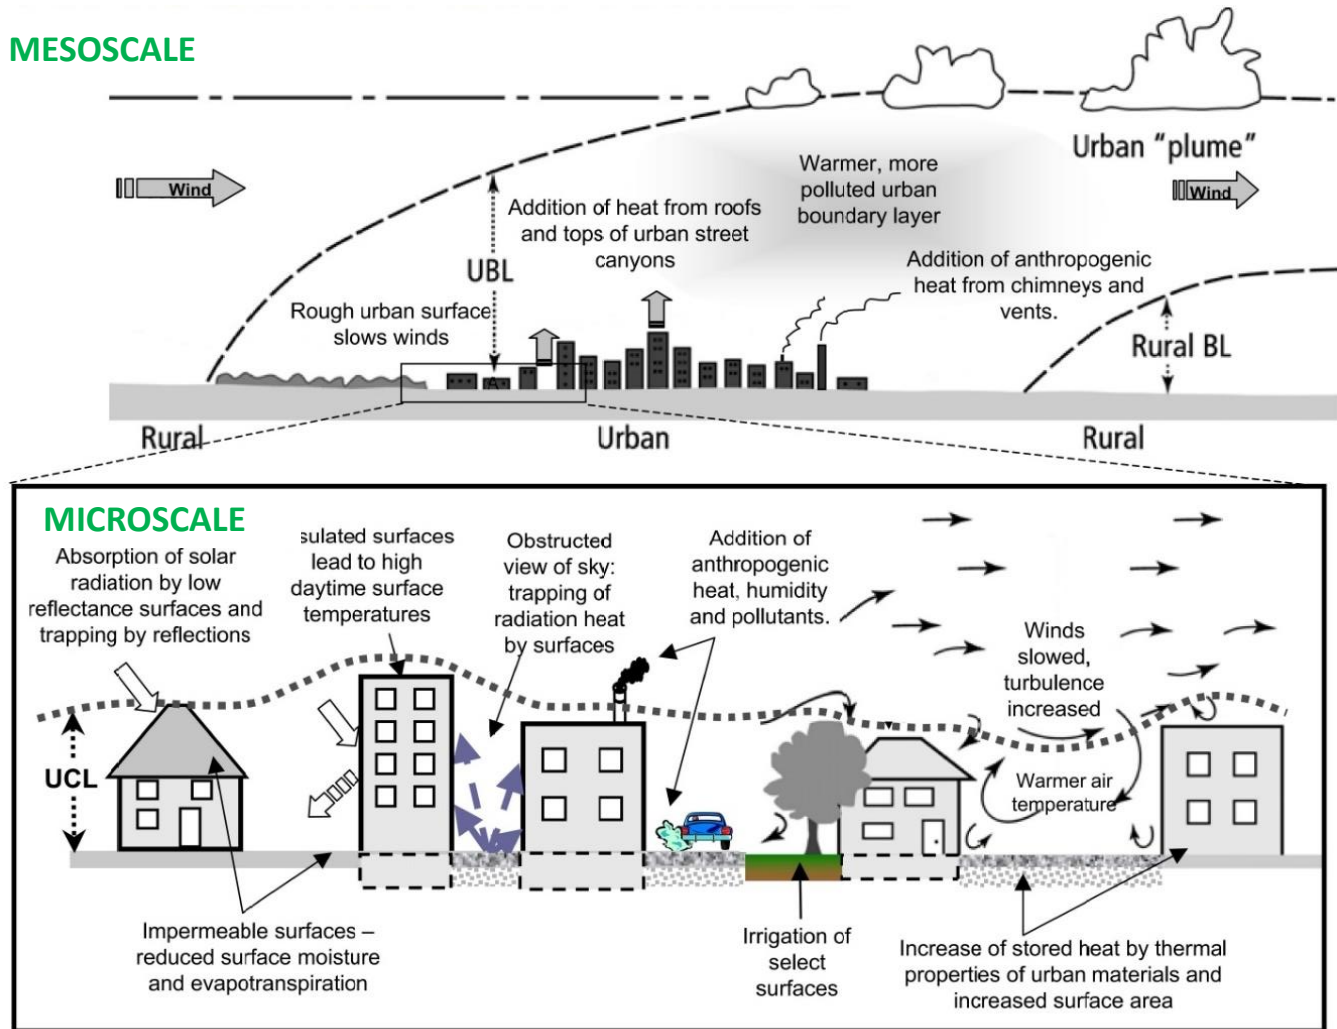 MESOSCALE
Wind
UBL
Addition of heat from roofs
and tops of urban street
canyons
Warmer, more
polluted urban
boundary layer
Urban "plume"
Wind
Rough urban surface
slows winds
Addition of anthropogenic
heat from chimneys and
vents.
Rural BL
A
Rural
Urban
Rural
MICROSCALE
Absorption of solar
radiation by low
reflectance surfaces and
trapping by reflections
sulated surfaces
lead to high
daytime surface
temperatures
Obstructed
view of sky:
trapping of
radiation heat
by surfaces
Addition of
anthropogenic
heat, humidity
and pollutants.
Winds
slowed,
turbulence
increased
UCL
Warmer air
temperature
Impermeable surfaces –
reduced surface moisture
and evapotranspiration
Irrigation of
select
surfaces
Increase of stored heat by thermal
properties of urban materials and
increased surface area